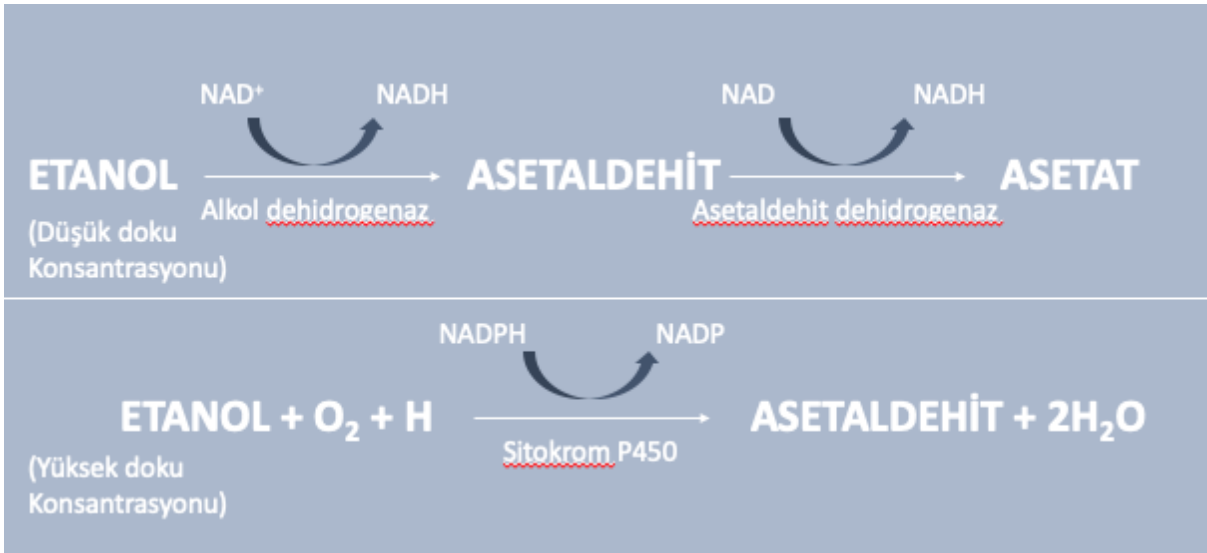 NAD⁺ NADH NAD NADH
ETANOL ASETALDEHİT ASETAT
Alkol dehidrogenaz Asetaldehit dehidrogenaz
(Düşük doku
Konsantrasyonu)
NADPH NADP
ETANOL + O₂ + H ASETALDEHİT + 2H₂O
Sitokrom P450
(Yüksek doku
Konsantrasyonu)